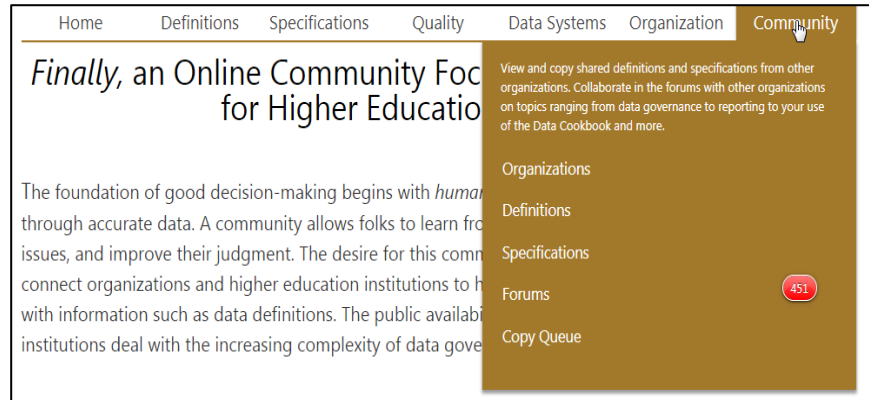 Home Definitions Specifications Quality Data Systems Organization Community
Finally, an Online Community Foc
for Higher Educatio
The foundation of good decision-making begins with human
through accurate data. A community allows folks to learn fro
issues, and improve their judgment. The desire for this comm
connect organizations and higher education institutions to h
with information such as data definitions. The public availabi
institutions deal with the increasing complexity of data gove
View and copy shared definitions and specifications from other
organizations. Collaborate in the forums with other organizations
on topics ranging from data governance to reporting to your use
of the Data Cookbook and more.
Organizations
Definitions
Specifications
Forums 451
Copy Queue